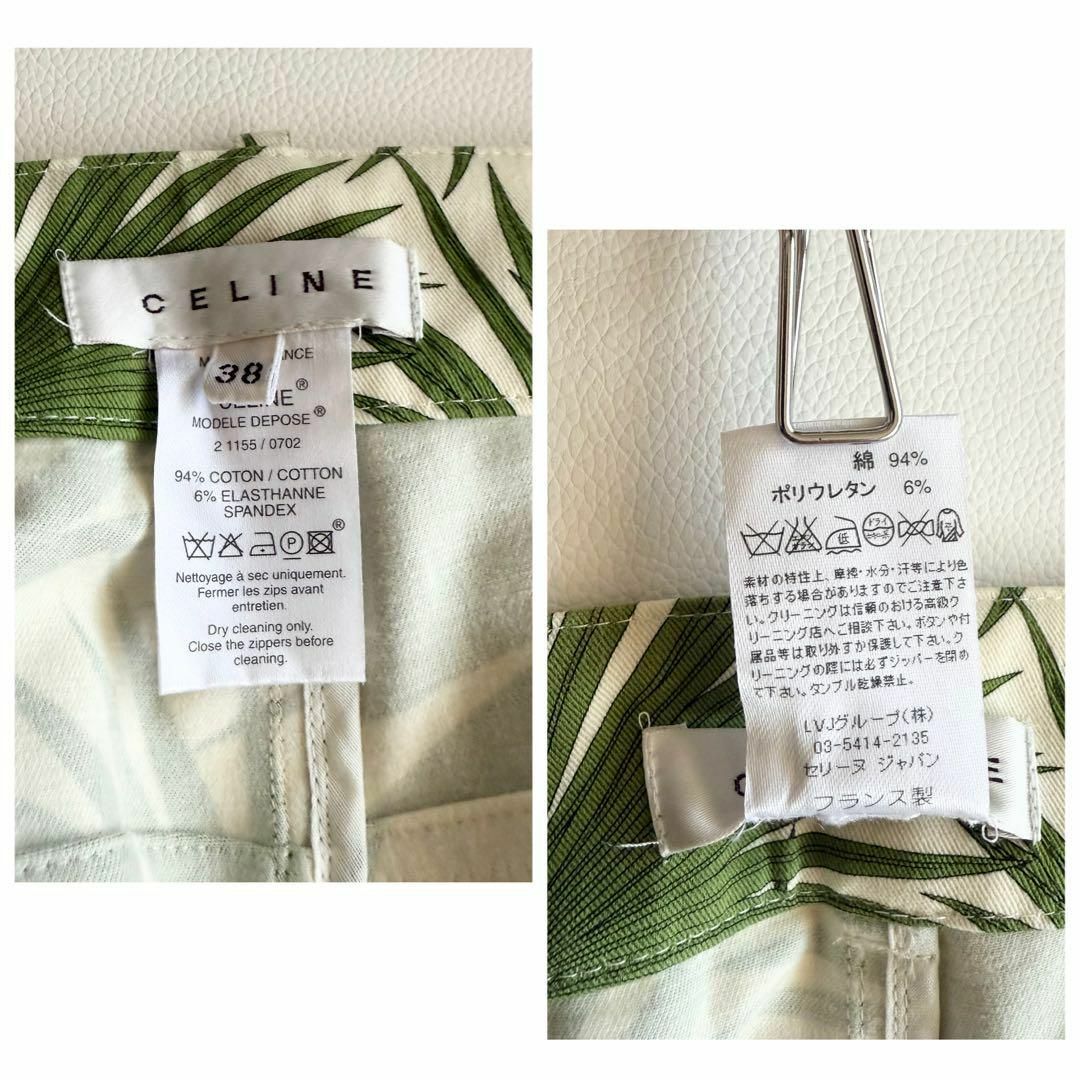 CELINE
38
CELINE®
MODELE DEPOSE®
2 1155 / 0702
94% COTON / COTTON
6% ELASTHANNE
SPANDEX
P
®
Nettoyage à sec uniquement.
Fermer les zips avant
entretien.
Dry cleaning only.
Close the zippers before
cleaning.
綿 94%
ポリウレタン 6%
低
ドライ
素材の特性上、摩擦・水分・汗等により色
落ちする場合がありますのでご注意下さ
い。クリーニングは信頼のおける高級ク
リーニング店へご相談下さい。ボタンや付
属品等は取り外すか保護して下さい。ク
リーニングの際には必ずジッパーを閉め
て下さい。タンブル乾燥禁止。
LVJグループ(株)
03-5414-2135
セリーヌ ジャパン
フランス製